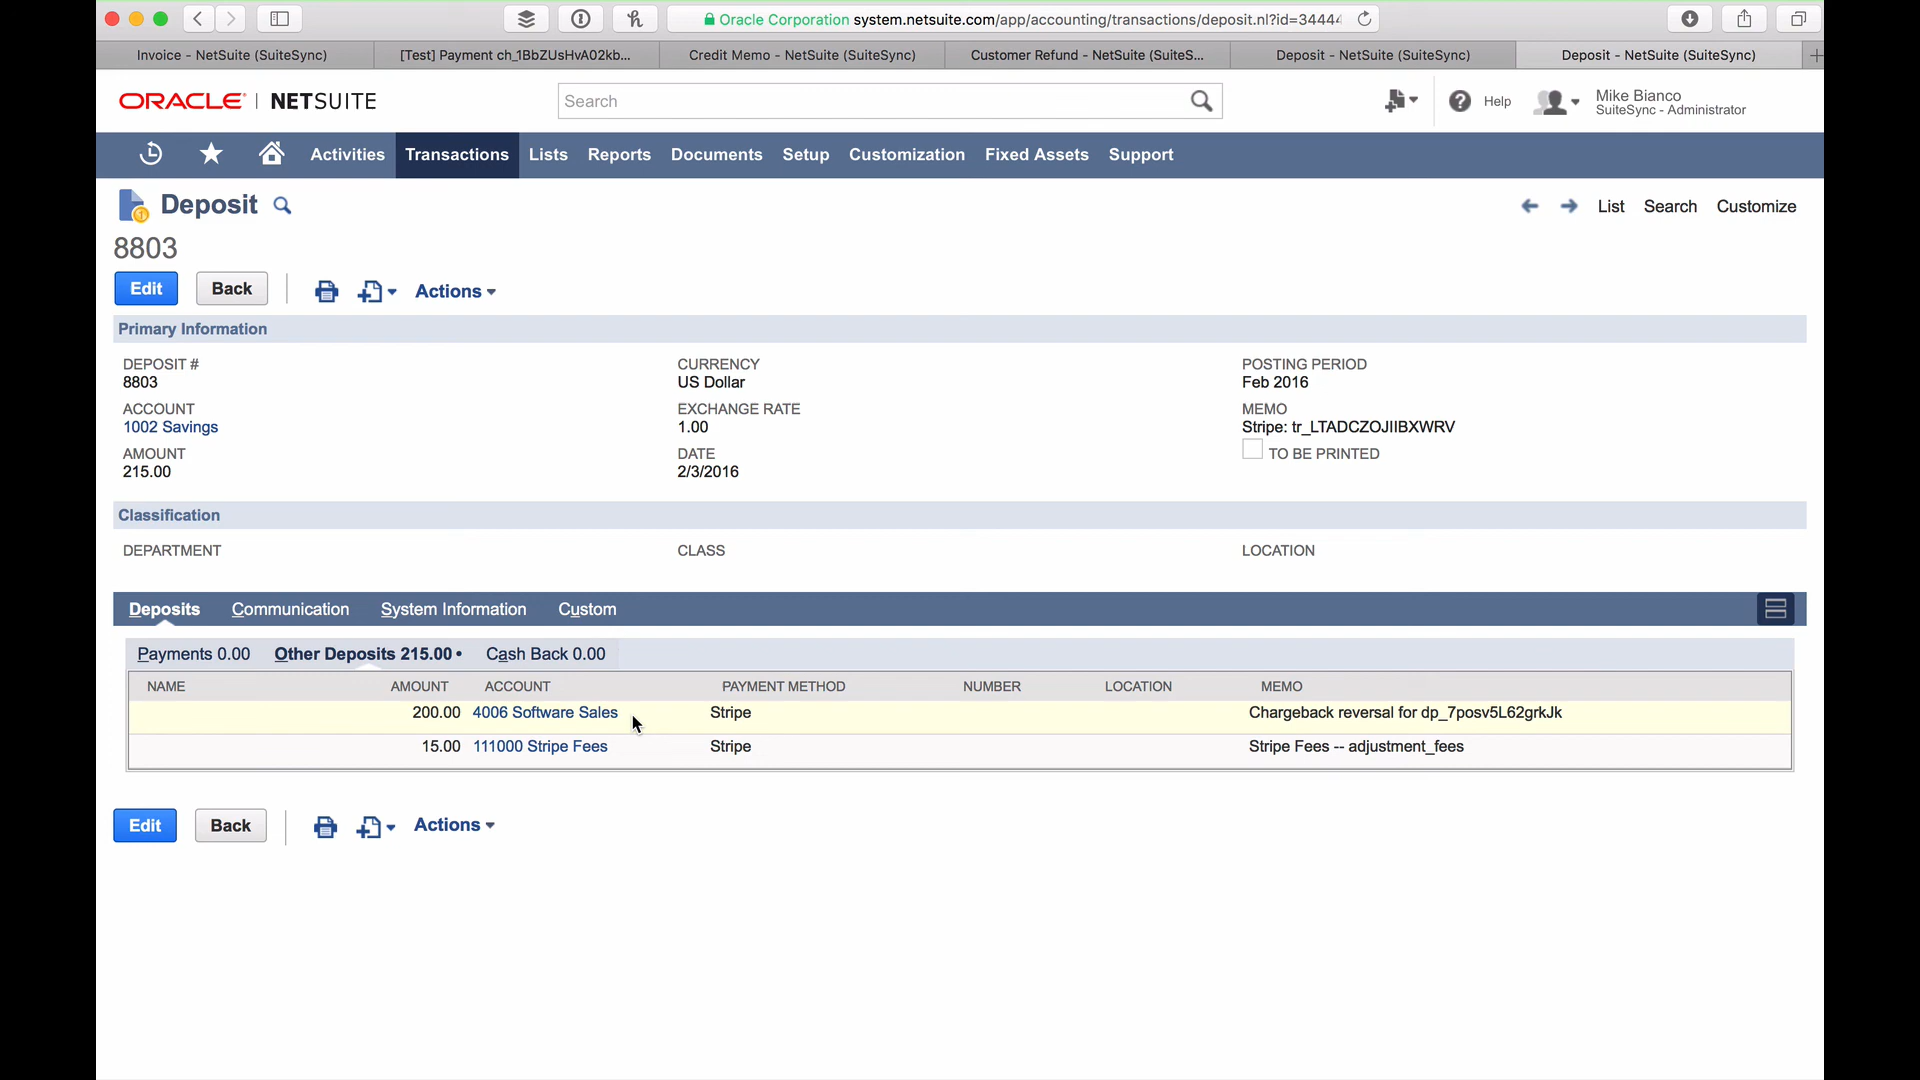 Oracle Corporation system.netsuite.com/app/accounting/transactions/deposit.nl?id=34444
Invoice - NetSuite (SuiteSync)
[Test] Payment ch_1BbZUsHvA02kb...
Credit Memo - NetSuite (SuiteSync)
Customer Refund - NetSuite (SuiteS...
Deposit - NetSuite (SuiteSync)
Deposit - NetSuite (SuiteSync)
ORACLE | NETSUITE
Search
Help
Mike Bianco
SuiteSync - Administrator
Activities Transactions Lists Reports Documents Setup Customization Fixed Assets Support
Deposit
List Search Customize
8803
Edit Back Actions
Primary Information
DEPOSIT #
8803
ACCOUNT
1002 Savings
AMOUNT
215.00
CURRENCY
US Dollar
EXCHANGE RATE
1.00
DATE
2/3/2016
POSTING PERIOD
Feb 2016
MEMO
Stripe: tr_LTADCZOJIIBXWRV
TO BE PRINTED
Classification
DEPARTMENT CLASS LOCATION
Deposits Communication System Information Custom
Payments 0.00 Other Deposits 215.00 • Cash Back 0.00
NAME AMOUNT ACCOUNT PAYMENT METHOD NUMBER LOCATION MEMO
200.00 4006 Software Sales Stripe Chargeback reversal for dp_7posv5L62grkJk
15.00 111000 Stripe Fees Stripe Stripe Fees -- adjustment_fees
Edit Back Actions